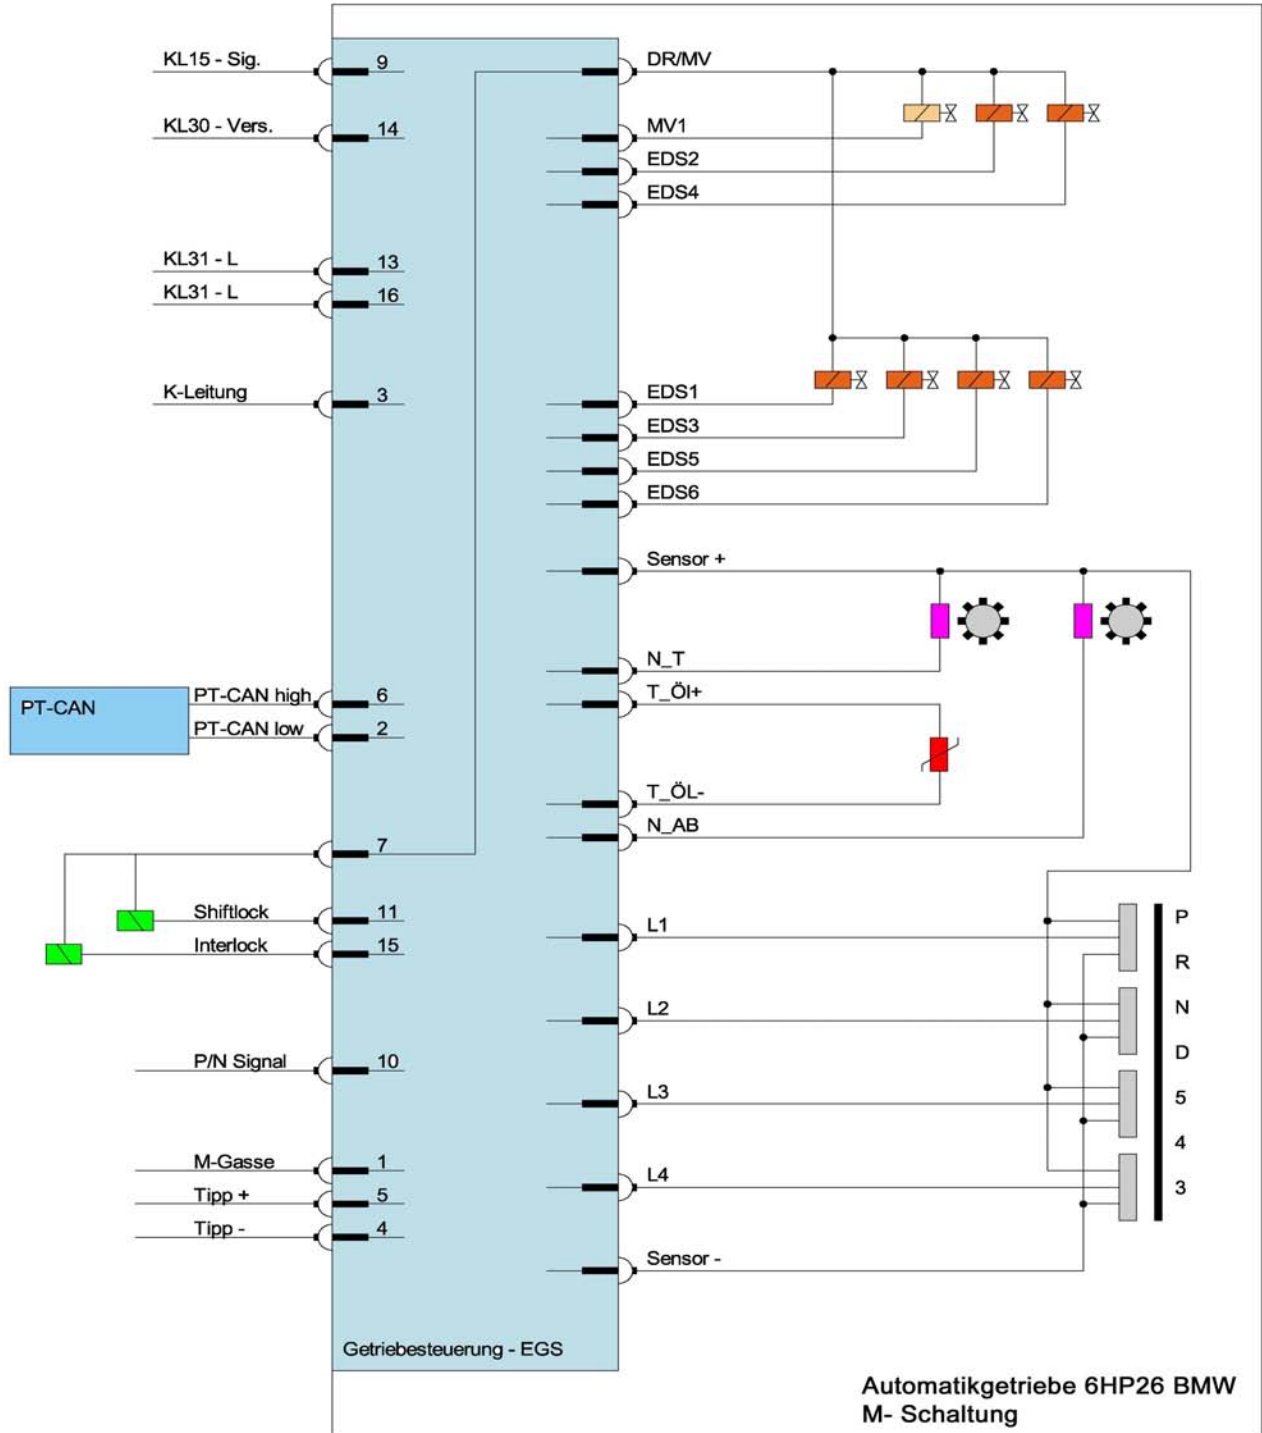 KL15 - Sig.
9
DR/MV
KL30 - Vers.
14
MV1
EDS2
EDS4
KL31 - L
13
KL31 - L
16
K-Leitung
3
EDS1
EDS3
EDS5
EDS6
Sensor +
N_T
PT-CAN
PT-CAN high
6
T_Öl+
PT-CAN low
2
T_ÖL-
N_AB
7
Shiftlock
11
L1
P
Interlock
15
R
L2
N
D
P/N Signal
10
L3
5
4
M-Gasse
1
L4
3
Tipp +
5
Tipp -
4
Sensor -
Getriebesteuerung - EGS
Automatikgetriebe 6HP26 BMW
M- Schaltung